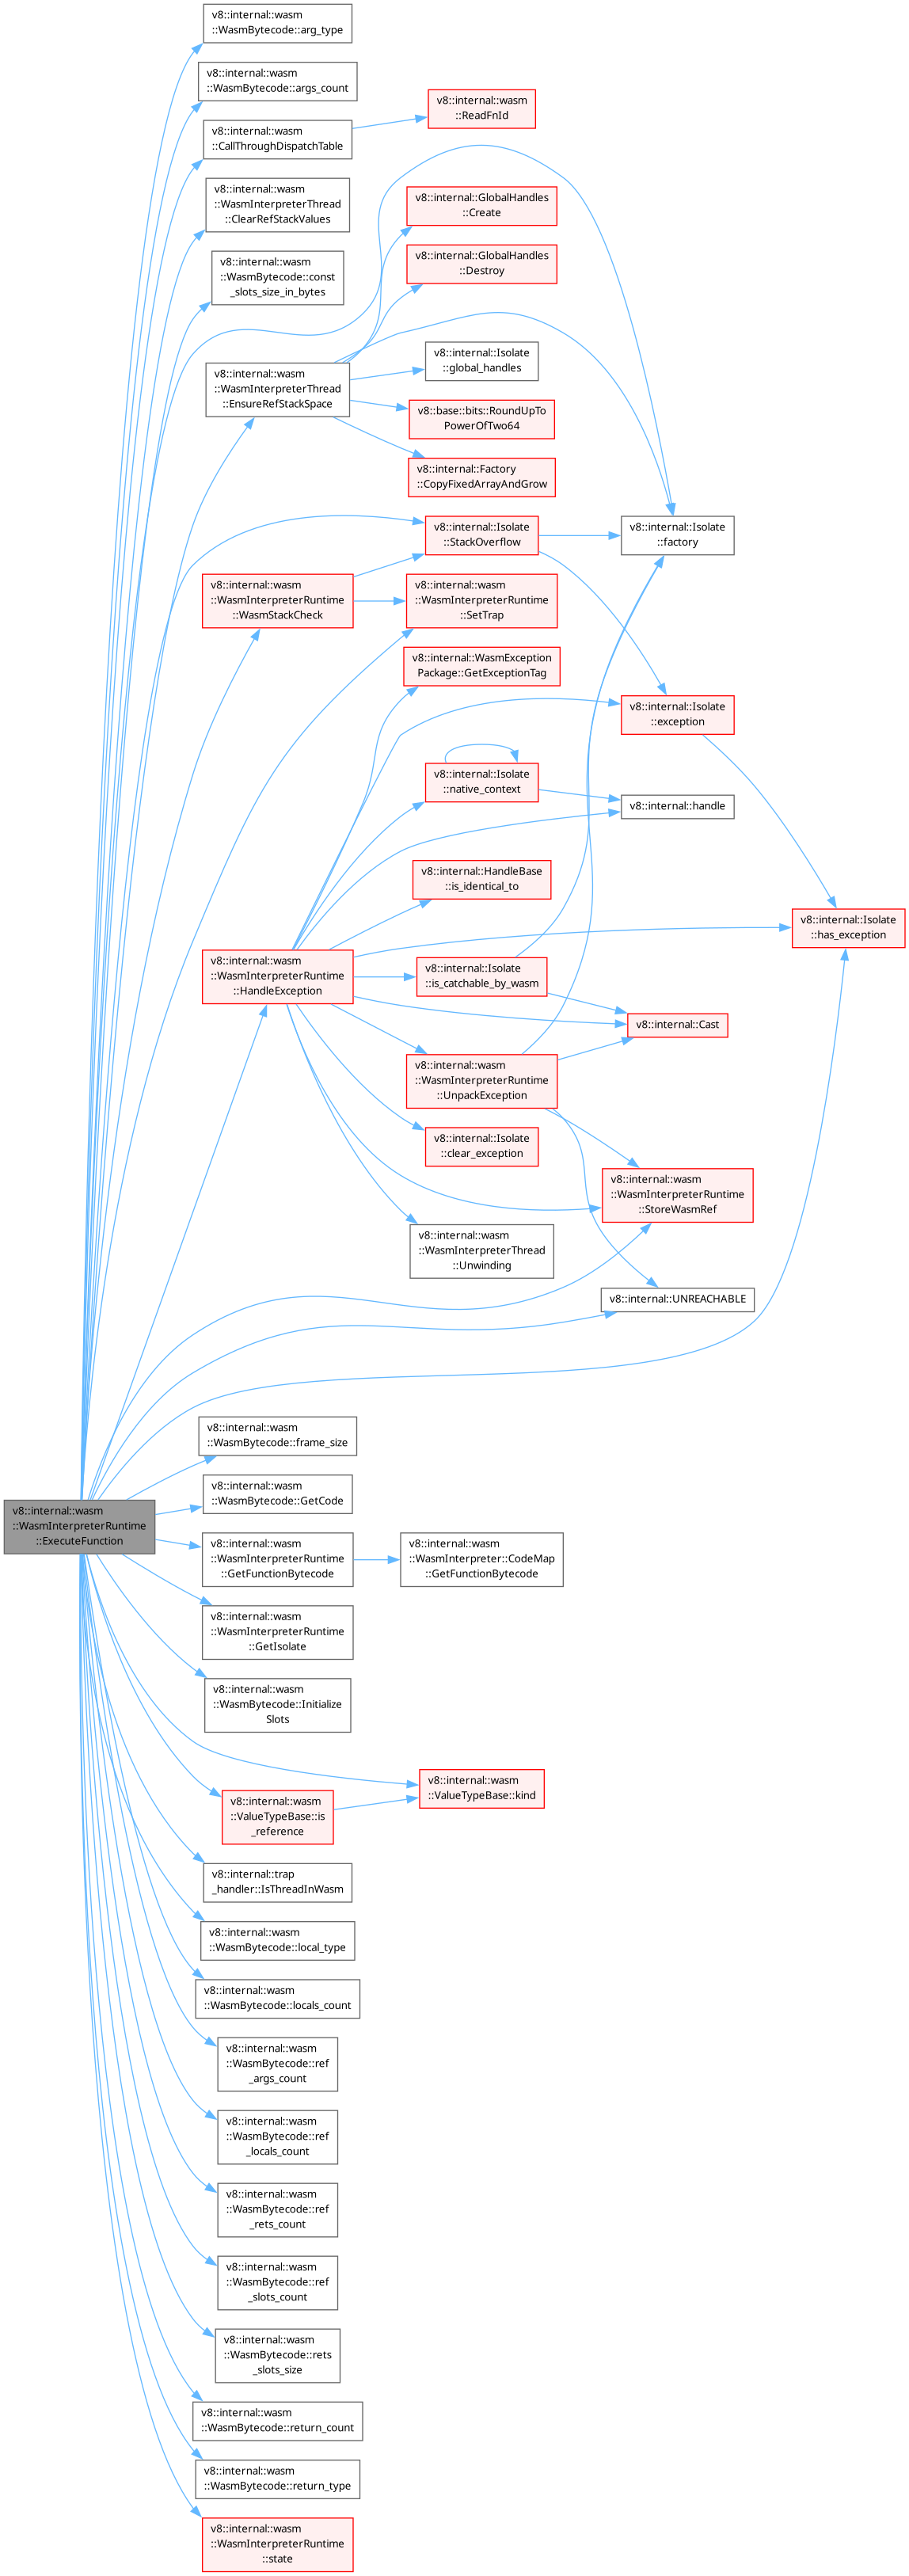 v8::internal::wasm
::WasmBytecode::arg_type
v8::internal::wasm
::WasmBytecode::args_count
v8::internal::wasm
::CallThroughDispatchTable
v8::internal::wasm
::ReadFnId
v8::internal::wasm
::WasmInterpreterThread
::ClearRefStackValues
v8::internal::GlobalHandles
::Create
v8::internal::wasm
::WasmBytecode::const
_slots_size_in_bytes
v8::internal::GlobalHandles
::Destroy
v8::internal::wasm
::WasmInterpreterThread
::EnsureRefStackSpace
v8::internal::Isolate
::global_handles
v8::base::bits::RoundUpTo
PowerOfTwo64
v8::internal::Factory
::CopyFixedArrayAndGrow
v8::internal::Isolate
::StackOverflow
v8::internal::Isolate
::factory
v8::internal::wasm
::WasmInterpreterRuntime
::WasmStackCheck
v8::internal::wasm
::WasmInterpreterRuntime
::SetTrap
v8::internal::WasmException
Package::GetExceptionTag
v8::internal::Isolate
::exception
v8::internal::Isolate
::native_context
v8::internal::handle
v8::internal::HandleBase
::is_identical_to
v8::internal::Isolate
::has_exception
v8::internal::wasm
::WasmInterpreterRuntime
::HandleException
v8::internal::Isolate
::is_catchable_by_wasm
v8::internal::Cast
v8::internal::wasm
::WasmInterpreterRuntime
::UnpackException
v8::internal::Isolate
::clear_exception
v8::internal::wasm
::WasmInterpreterRuntime
::StoreWasmRef
v8::internal::wasm
::WasmInterpreterThread
::Unwinding
v8::internal::UNREACHABLE
v8::internal::wasm
::WasmBytecode::frame_size
v8::internal::wasm
::WasmBytecode::GetCode
v8::internal::wasm
::WasmInterpreterRuntime
::ExecuteFunction
v8::internal::wasm
::WasmInterpreterRuntime
::GetFunctionBytecode
v8::internal::wasm
::WasmInterpreter::CodeMap
::GetFunctionBytecode
v8::internal::wasm
::WasmInterpreterRuntime
::GetIsolate
v8::internal::wasm
::WasmBytecode::Initialize
Slots
v8::internal::wasm
::ValueTypeBase::kind
v8::internal::wasm
::ValueTypeBase::is
_reference
v8::internal::trap
_handler::IsThreadInWasm
v8::internal::wasm
::WasmBytecode::local_type
v8::internal::wasm
::WasmBytecode::locals_count
v8::internal::wasm
::WasmBytecode::ref
_args_count
v8::internal::wasm
::WasmBytecode::ref
_locals_count
v8::internal::wasm
::WasmBytecode::ref
_rets_count
v8::internal::wasm
::WasmBytecode::ref
_slots_count
v8::internal::wasm
::WasmBytecode::rets
_slots_size
v8::internal::wasm
::WasmBytecode::return_count
v8::internal::wasm
::WasmBytecode::return_type
v8::internal::wasm
::WasmInterpreterRuntime
::state